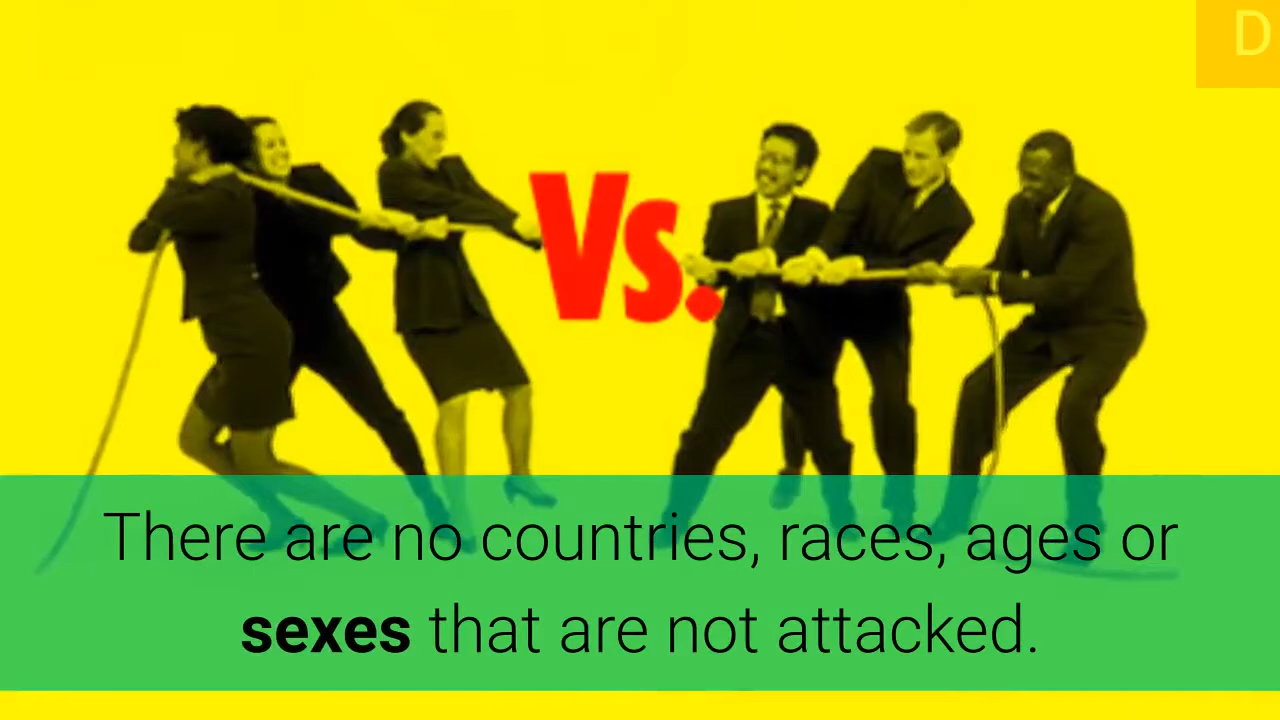 D
Vs.
There are no countries, races, ages or
sexes that are not attacked.